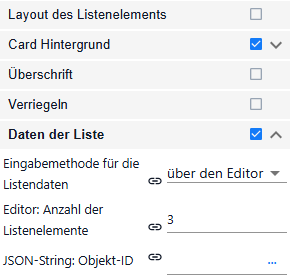 Layout des Listenelements
Card Hintergrund
Überschrift
Verriegeln
Daten der Liste
Eingabemethode für die
Listendaten
über den Editor
Editor: Anzahl der
Listenelemente
3
JSON-String: Objekt-ID
...